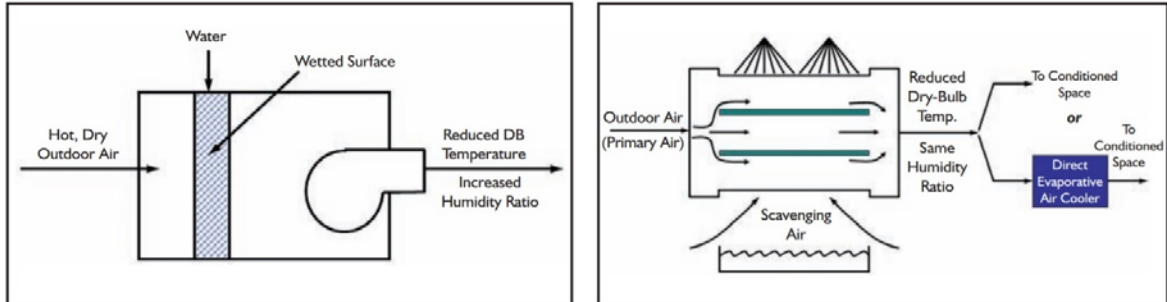 Water
Wetted Surface
Hot, Dry
Outdoor Air
Reduced DB
Temperature
Increased
Humidity Ratio
Outdoor Air
(Primary Air)
Scavenging
Air
Reduced
Dry-Bulb
Temp.
Same
Humidity
Ratio
To Conditioned
Space
or
To
Conditioned
Space
Direct
Evaporative
Air Cooler